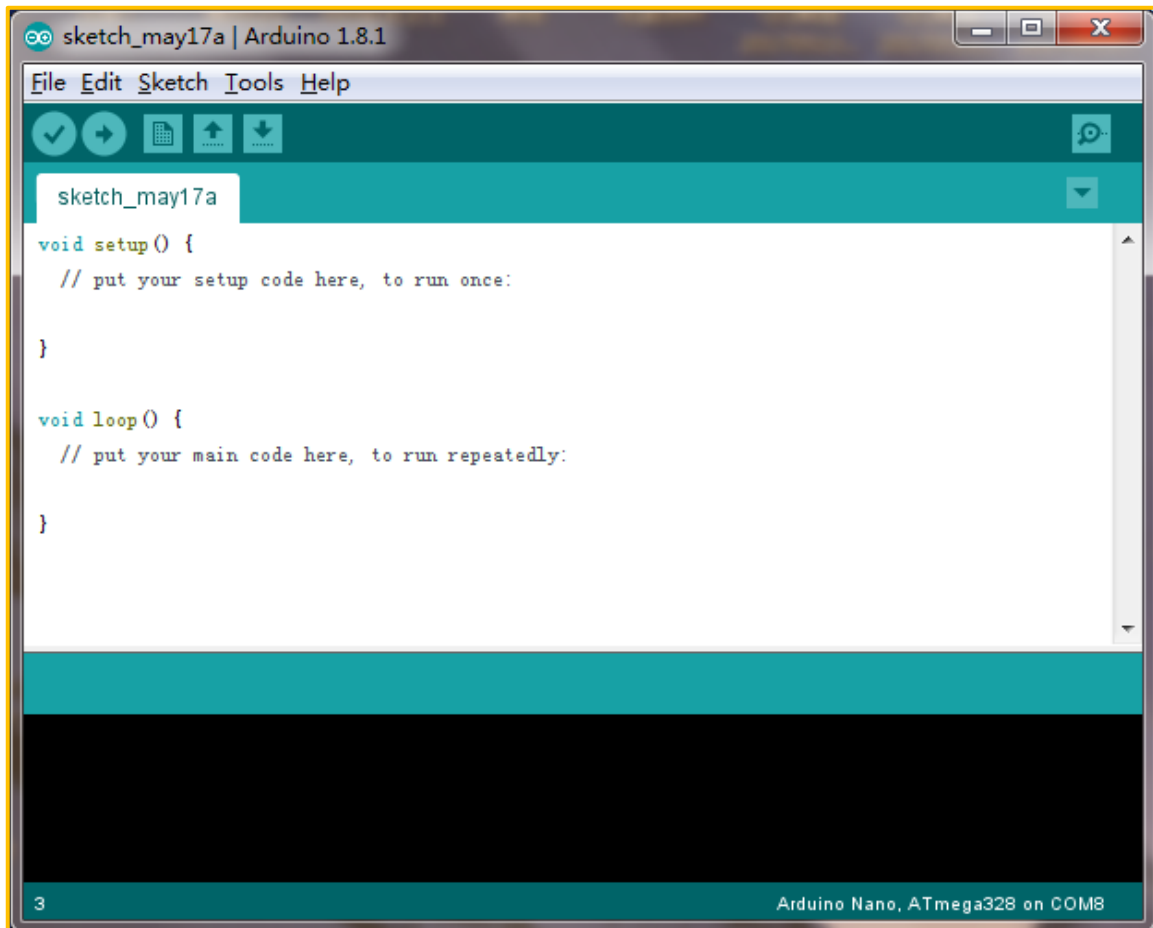 sketch_may17a | Arduino 1.8.1
File Edit Sketch Tools Help
sketch_may17a
void setup() {
  // put your setup code here, to run once:
}
void loop() {
  // put your main code here, to run repeatedly:
}
3
Arduino Nano, ATmega328 on COM8